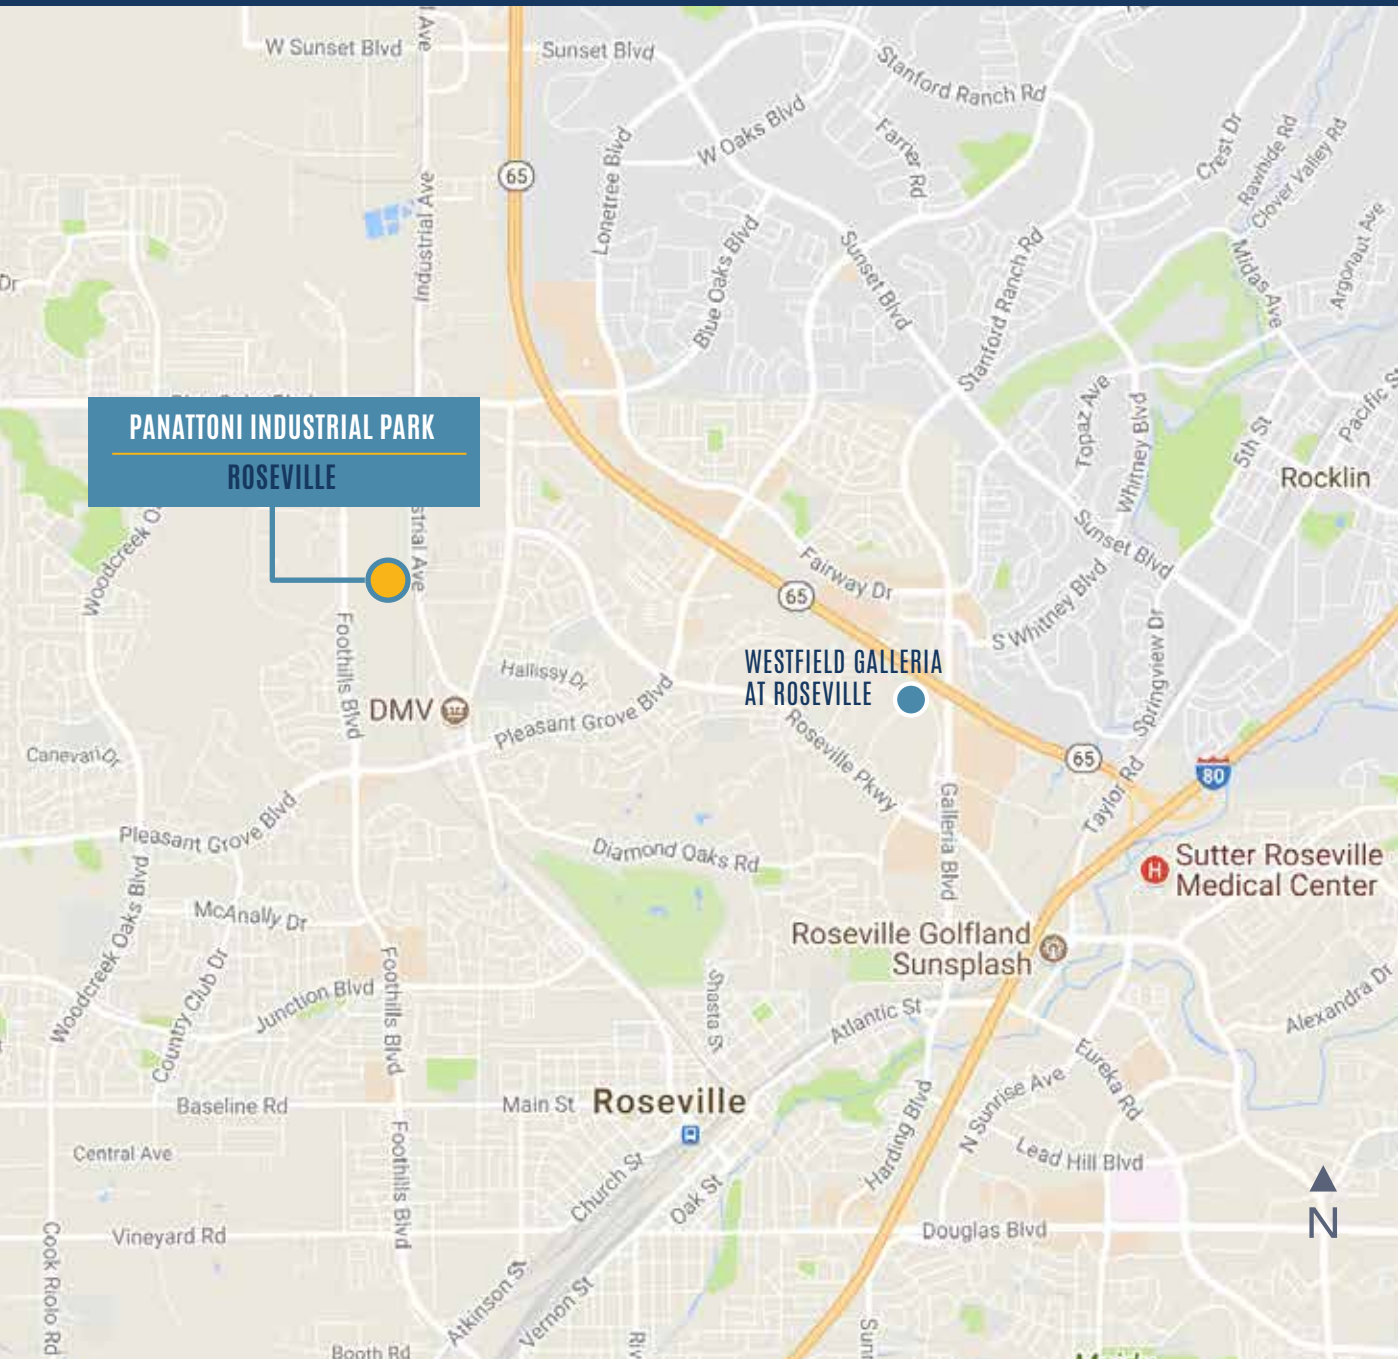 W Sunset Blvd
Ave
Sunset Blvd
Stanford Ranch Rd
W Oaks Blvd
Farrier Rd
Crest Dr
Rawhide Rd
Clover Valley Rd
65
Lonetree Blvd
Industrial Ave
Blue Oaks Blvd
Sunset Blvd
Stanford Ranch Rd
Midas Ave
Argonaut Ave
Dr
Topaz Ave
Whitney Blvd
5th St
Pacific St
PANATTONI INDUSTRIAL PARK
ROSEVILLE
Rocklin
Woodcreek O
strial Ave
Sunset Blvd
Fairway Dr
65
S Whitney Blvd
Springview Dr
Foothills Blvd
Hallissy Dr
WESTFIELD GALLERIA
AT ROSEVILLE
DMV
Pleasant Grove Blvd
Roseville Pkwy
Canevari Dr
65
Taylor Rd
80
Galleria Blvd
Pleasant Grove Blvd
Diamond Oaks Rd
Sutter Roseville
Medical Center
H
Woodcreek Oaks Blvd
McAnally Dr
Roseville Golfland
Sunsplash
Country Club Dr
Junction Blvd
Foothills Blvd
Shasta St
Atlantic St
Alexandra Dr
Eureka Rd
N Sunrise Ave
Harding Blvd
Baseline Rd
Main St
Roseville
Central Ave
Church St
Lead Hill Blvd
Foothills Blvd
Oak St
N
Vineyard Rd
Douglas Blvd
Cook Riolo Rd
Atkinson St
Vernon St
Riv
Sunr
Booth Rd